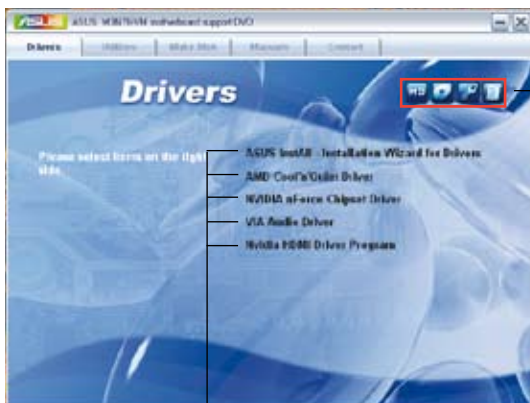 ASUS motherboard support DVD
Drivers Utilities Make Disk Manuals Contact
Drivers
Please select items on the right side.
ASUS InstAll - Installation Wizard for Drivers
AMD Cool'n'Quiet Driver
NVIDIA nForce Chipset Driver
VIA Audio Driver
Nvidia HDMI Driver Program